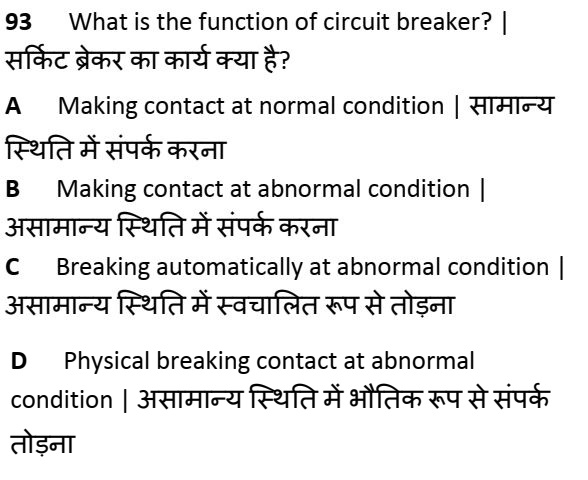 93 What is the function of circuit breaker? |
सर्किट ब्रेकर का कार्य क्या है?
A Making contact at normal condition | सामान्य
स्थिति में संपर्क करना
B Making contact at abnormal condition |
असामान्य स्थिति में संपर्क करना
C Breaking automatically at abnormal condition |
असामान्य स्थिति में स्वचालित रूप से तोड़ना
D Physical breaking contact at abnormal
condition | असामान्य स्थिति में भौतिक रूप से संपर्क
तोड़ना